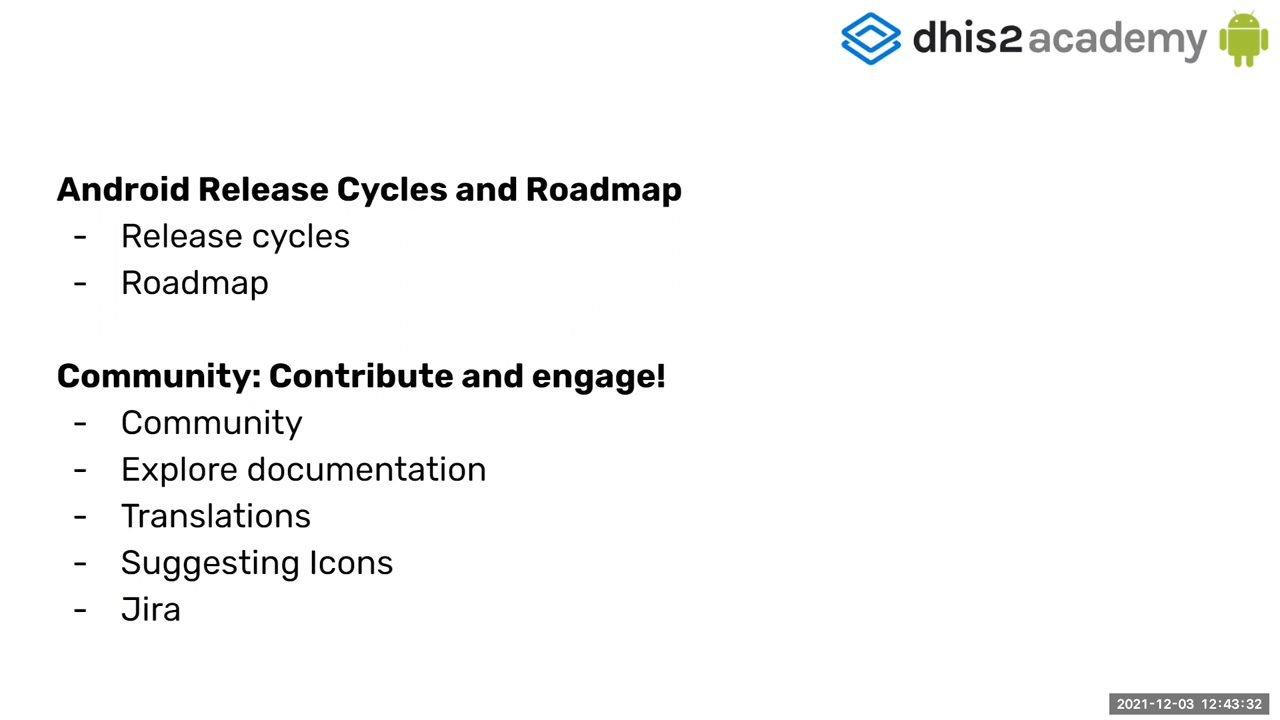 dhis2 academy
Android Release Cycles and Roadmap
- Release cycles
- Roadmap
Community: Contribute and engage!
- Community
- Explore documentation
- Translations
- Suggesting Icons
- Jira
2021-12-03 12:43:32